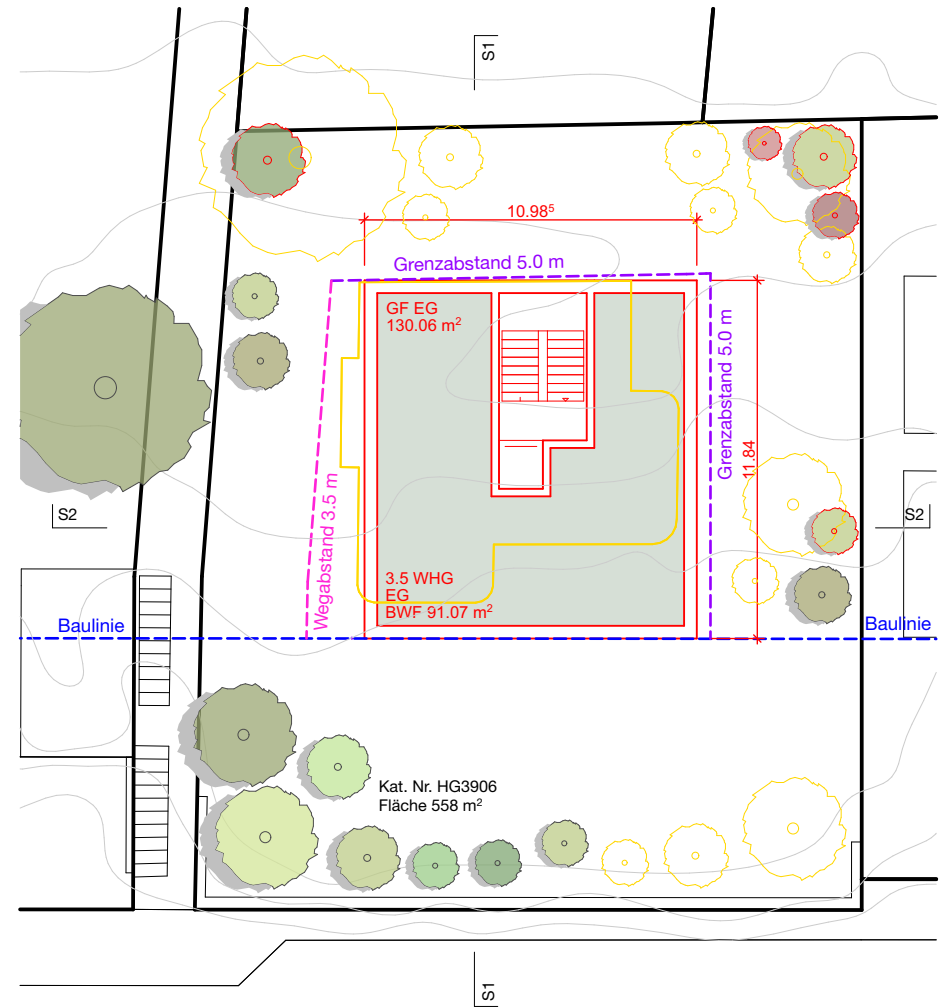 S1
10.98⁵
Grenzabstand 5.0 m
GF EG
130.06 m²
Grenzabstand 5.0 m
11.84
Wegabstand 3.5 m
S2
S2
3.5 WHG
EG
BWF 91.07 m²
Baulinie
Baulinie
Kat. Nr. HG3906
Fläche 558 m²
S1